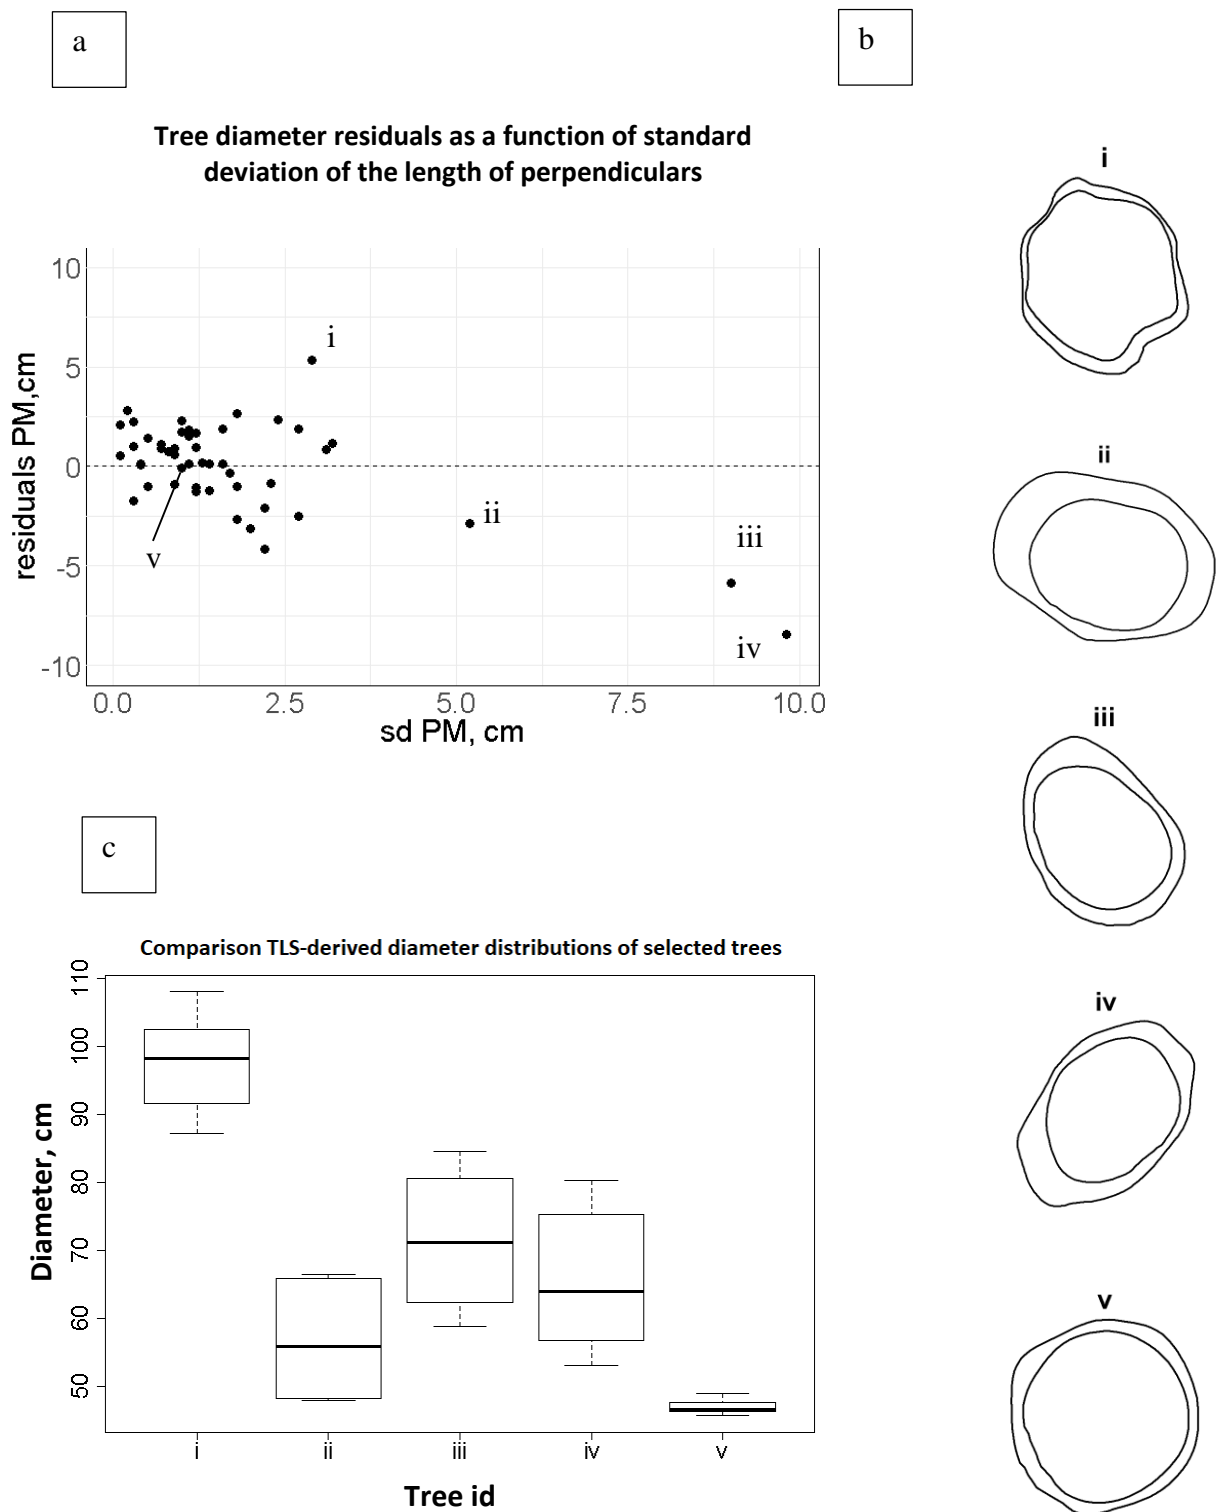 a
b
Tree diameter residuals as a function of standard
deviation of the length of perpendiculars
10
5
0
-5
-10
residuals PM,cm
i
ii
iii
iv
v
0.0 2.5 5.0 7.5 10.0
sd PM, cm
i
ii
iii
iv
v
c
Comparison TLS-derived diameter distributions of selected trees
110
100
90
80
70
60
50
Diameter, cm
i ii iii iv v
Tree id